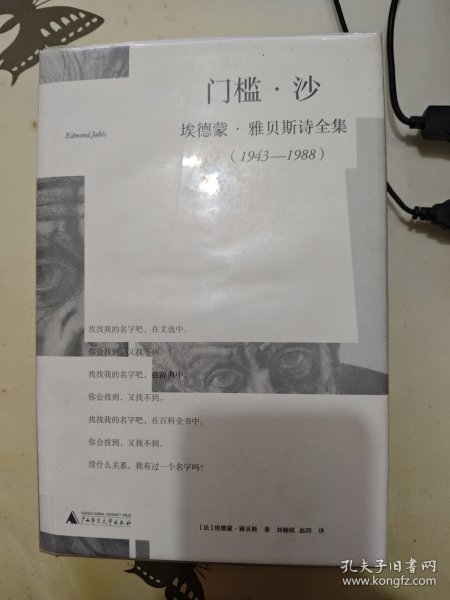 门槛·沙
Edmond Jabès
埃德蒙·雅贝斯诗全集
(1943—1988)
找找我的名字吧，在文选中。
你会找到，又找不到
找找我的名字吧，在辞典中。
你会找到，又找不到。
找找我的名字吧，在百科全书中。
你会找到，又找不到。
没什么关系。我有过一个名字吗？
[法]埃德蒙·雅贝斯 著 刘楠祺 赵四 译
GUANGXI NORMAL UNIVERSITY PRESS
广西师范大学出版社
孔夫子旧书网
www.kongfz.com